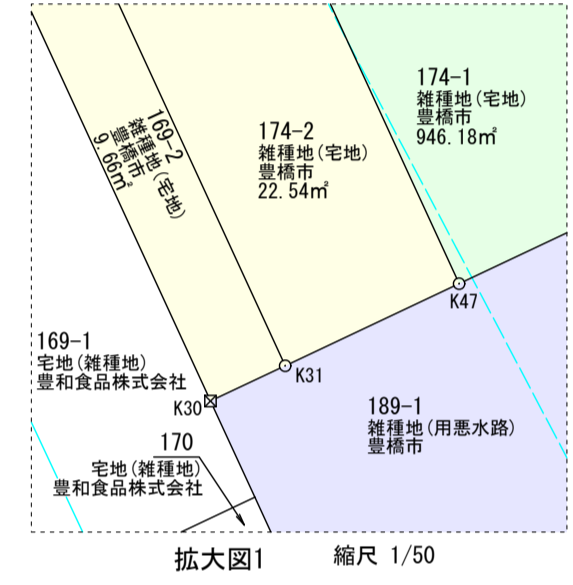 174-1
雑種地(宅地)
豊橋市
946.18㎡
169-2
雑種地(宅地)
豊橋市
9.66㎡
174-2
雑種地(宅地)
豊橋市
22.54㎡
K47
169-1
宅地(雑種地)
豊和食品株式会社
K31
K30
189-1
雑種地(用悪水路)
豊橋市
170
宅地(雑種地)
豊和食品株式会社
拡大図1 縮尺 1/50